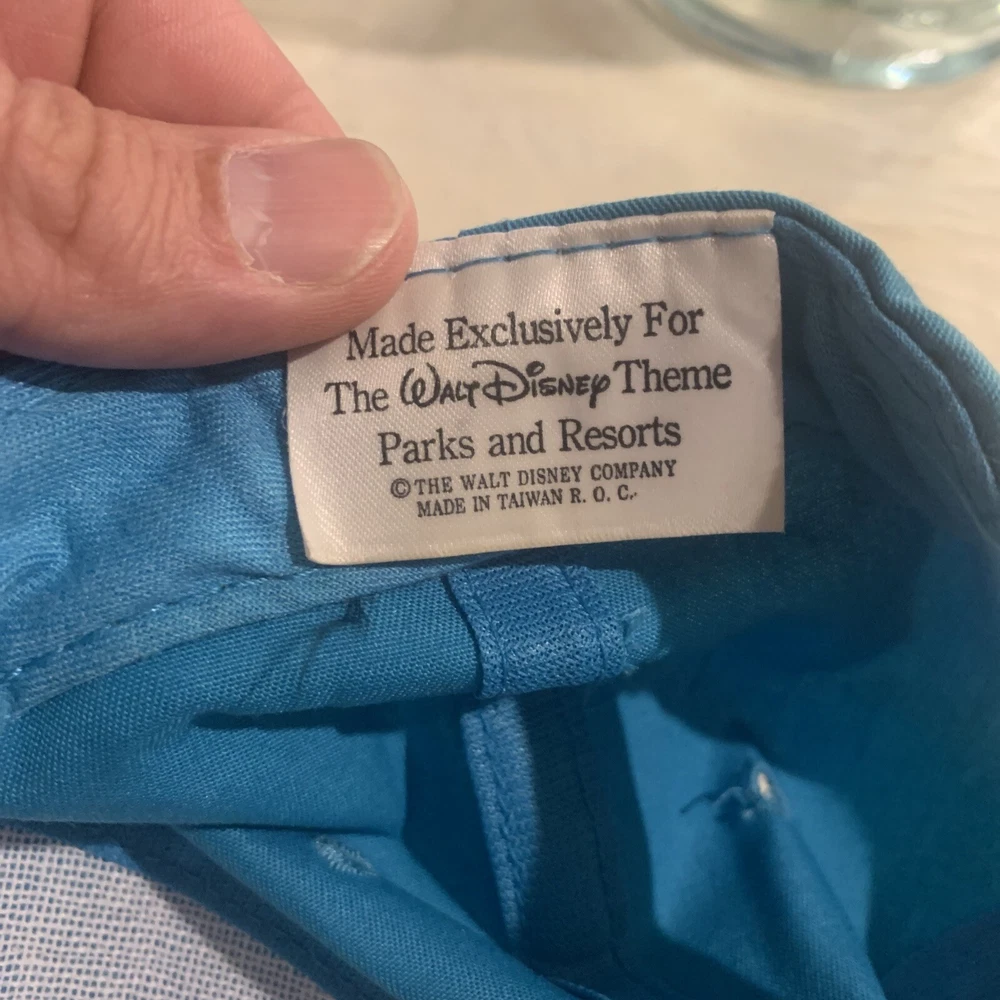 Made Exclusively For
The Walt Disney Theme
Parks and Resorts
© THE WALT DISNEY COMPANY
MADE IN TAIWAN R. O. C.